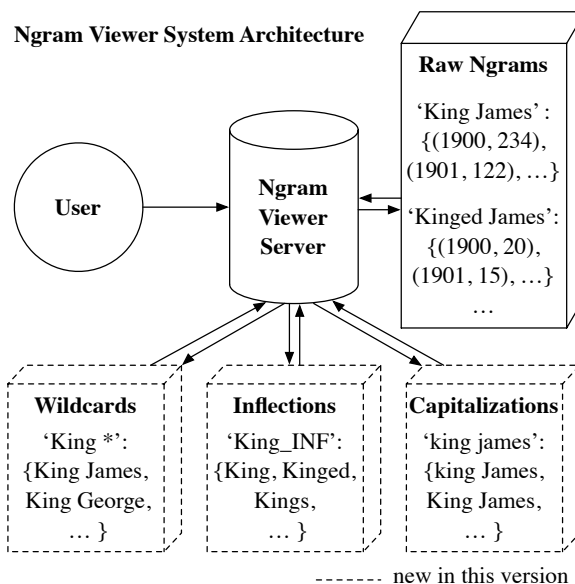 Ngram Viewer System Architecture
Raw Ngrams
‘King James’ :
{(1900, 234),
(1901, 122), …}
‘Kinged James’:
{(1900, 20),
(1901, 15), …}
…
User
Ngram
Viewer
Server
Wildcards
‘King *’:
{King James,
King George,
… }
Inflections
‘King_INF’:
{King, Kinged,
Kings,
… }
Capitalizations
‘king james’:
{king James,
King James,
… }
new in this version